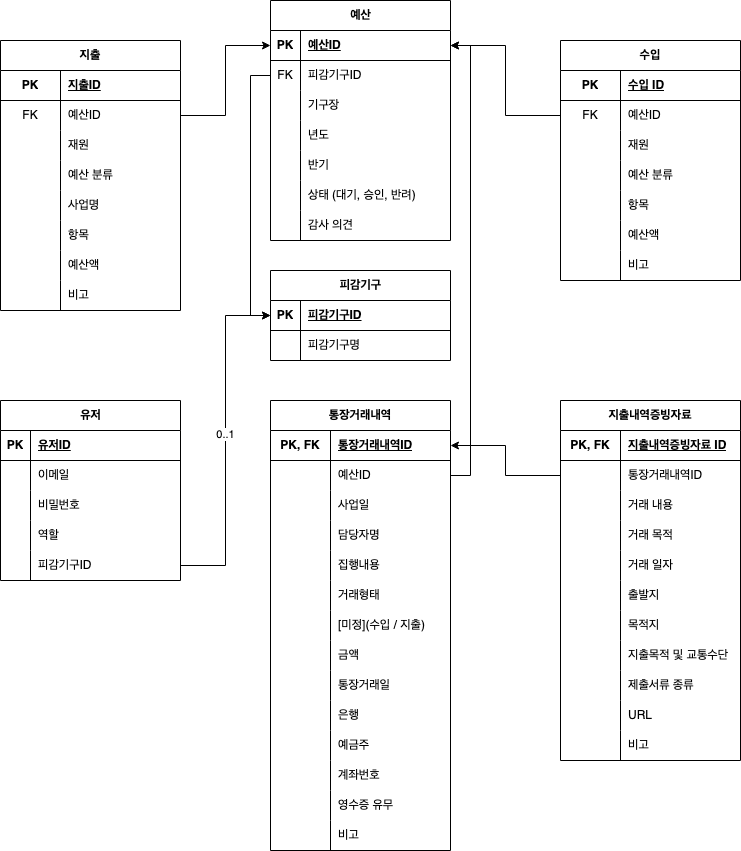 예산
PK 예산ID
FK 피감기구ID
기구장
년도
반기
상태 (대기, 승인, 반려)
감사 의견
지출
PK 지출ID
FK 예산ID
재원
예산 분류
사업명
항목
예산액
비고
수입
PK 수입 ID
FK 예산ID
재원
예산 분류
항목
예산액
비고
피감기구
PK 피감기구ID
피감기구명
유저
PK 유저ID
이메일
비밀번호
역할
피감기구ID
0..1
통장거래내역
PK, FK 통장거래내역ID
예산ID
사업일
담당자명
집행내용
거래형태
[미정](수입 / 지출)
금액
통장거래일
은행
예금주
계좌번호
영수증 유무
비고
지출내역증빙자료
PK, FK 지출내역증빙자료 ID
통장거래내역ID
거래 내용
거래 목적
거래 일자
출발지
목적지
지출목적 및 교통수단
제출서류 종류
URL
비고